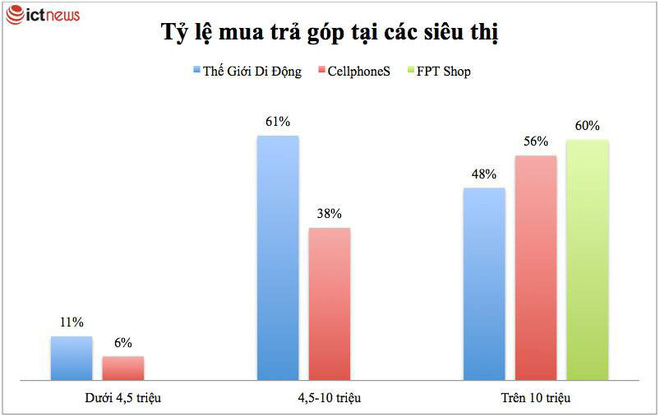 ictnews
Tỷ lệ mua trả góp tại các siêu thị
Thế Giới Di Động CellphoneS FPT Shop
61%
60%
56%
48%
38%
11%
6%
Dưới 4,5 triệu 4,5-10 triệu Trên 10 triệu